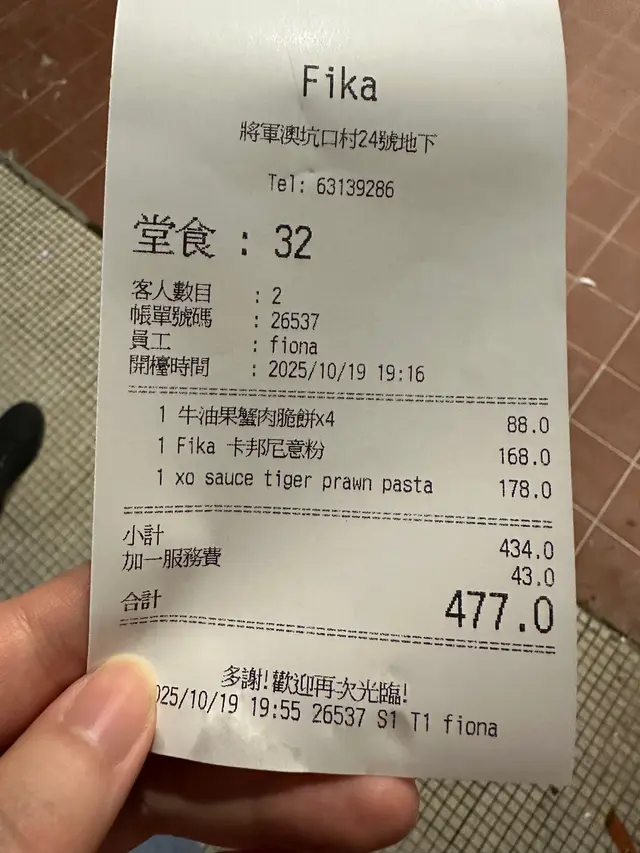 Fika
將軍澳坑口村24號地下
Tel: 63139286
堂食 : 32
客人數目 : 2
帳單號碼 : 26537
員工 : fiona
開檯時間 : 2025/10/19 19:16
1 牛油果蟹肉脆餅x4 88.0
1 Fika 卡邦尼意粉 168.0
1 xo sauce tiger prawn pasta 178.0
小計 434.0
加一服務費 43.0
合計 477.0
多謝!歡迎再次光臨!
025/10/19 19:55 26537 S1 T1 fiona